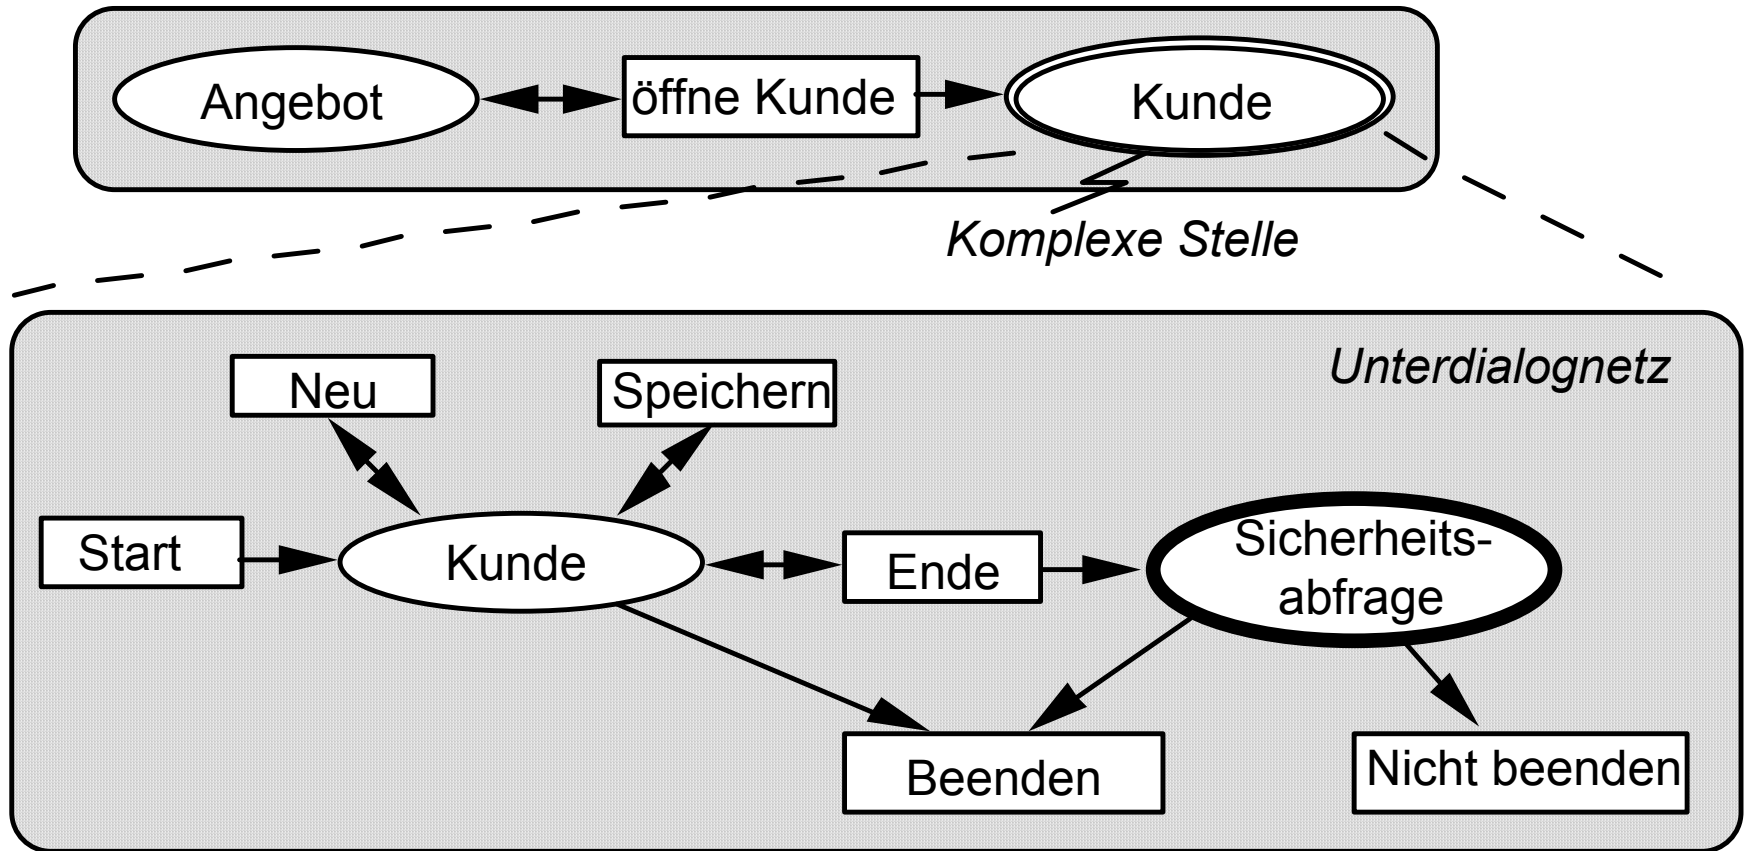 Angebot
öffne Kunde
Kunde
Komplexe Stelle
Unterdialognetz
Neu
Speichern
Start
Kunde
Ende
Sicherheits-
abfrage
Beenden
Nicht beenden